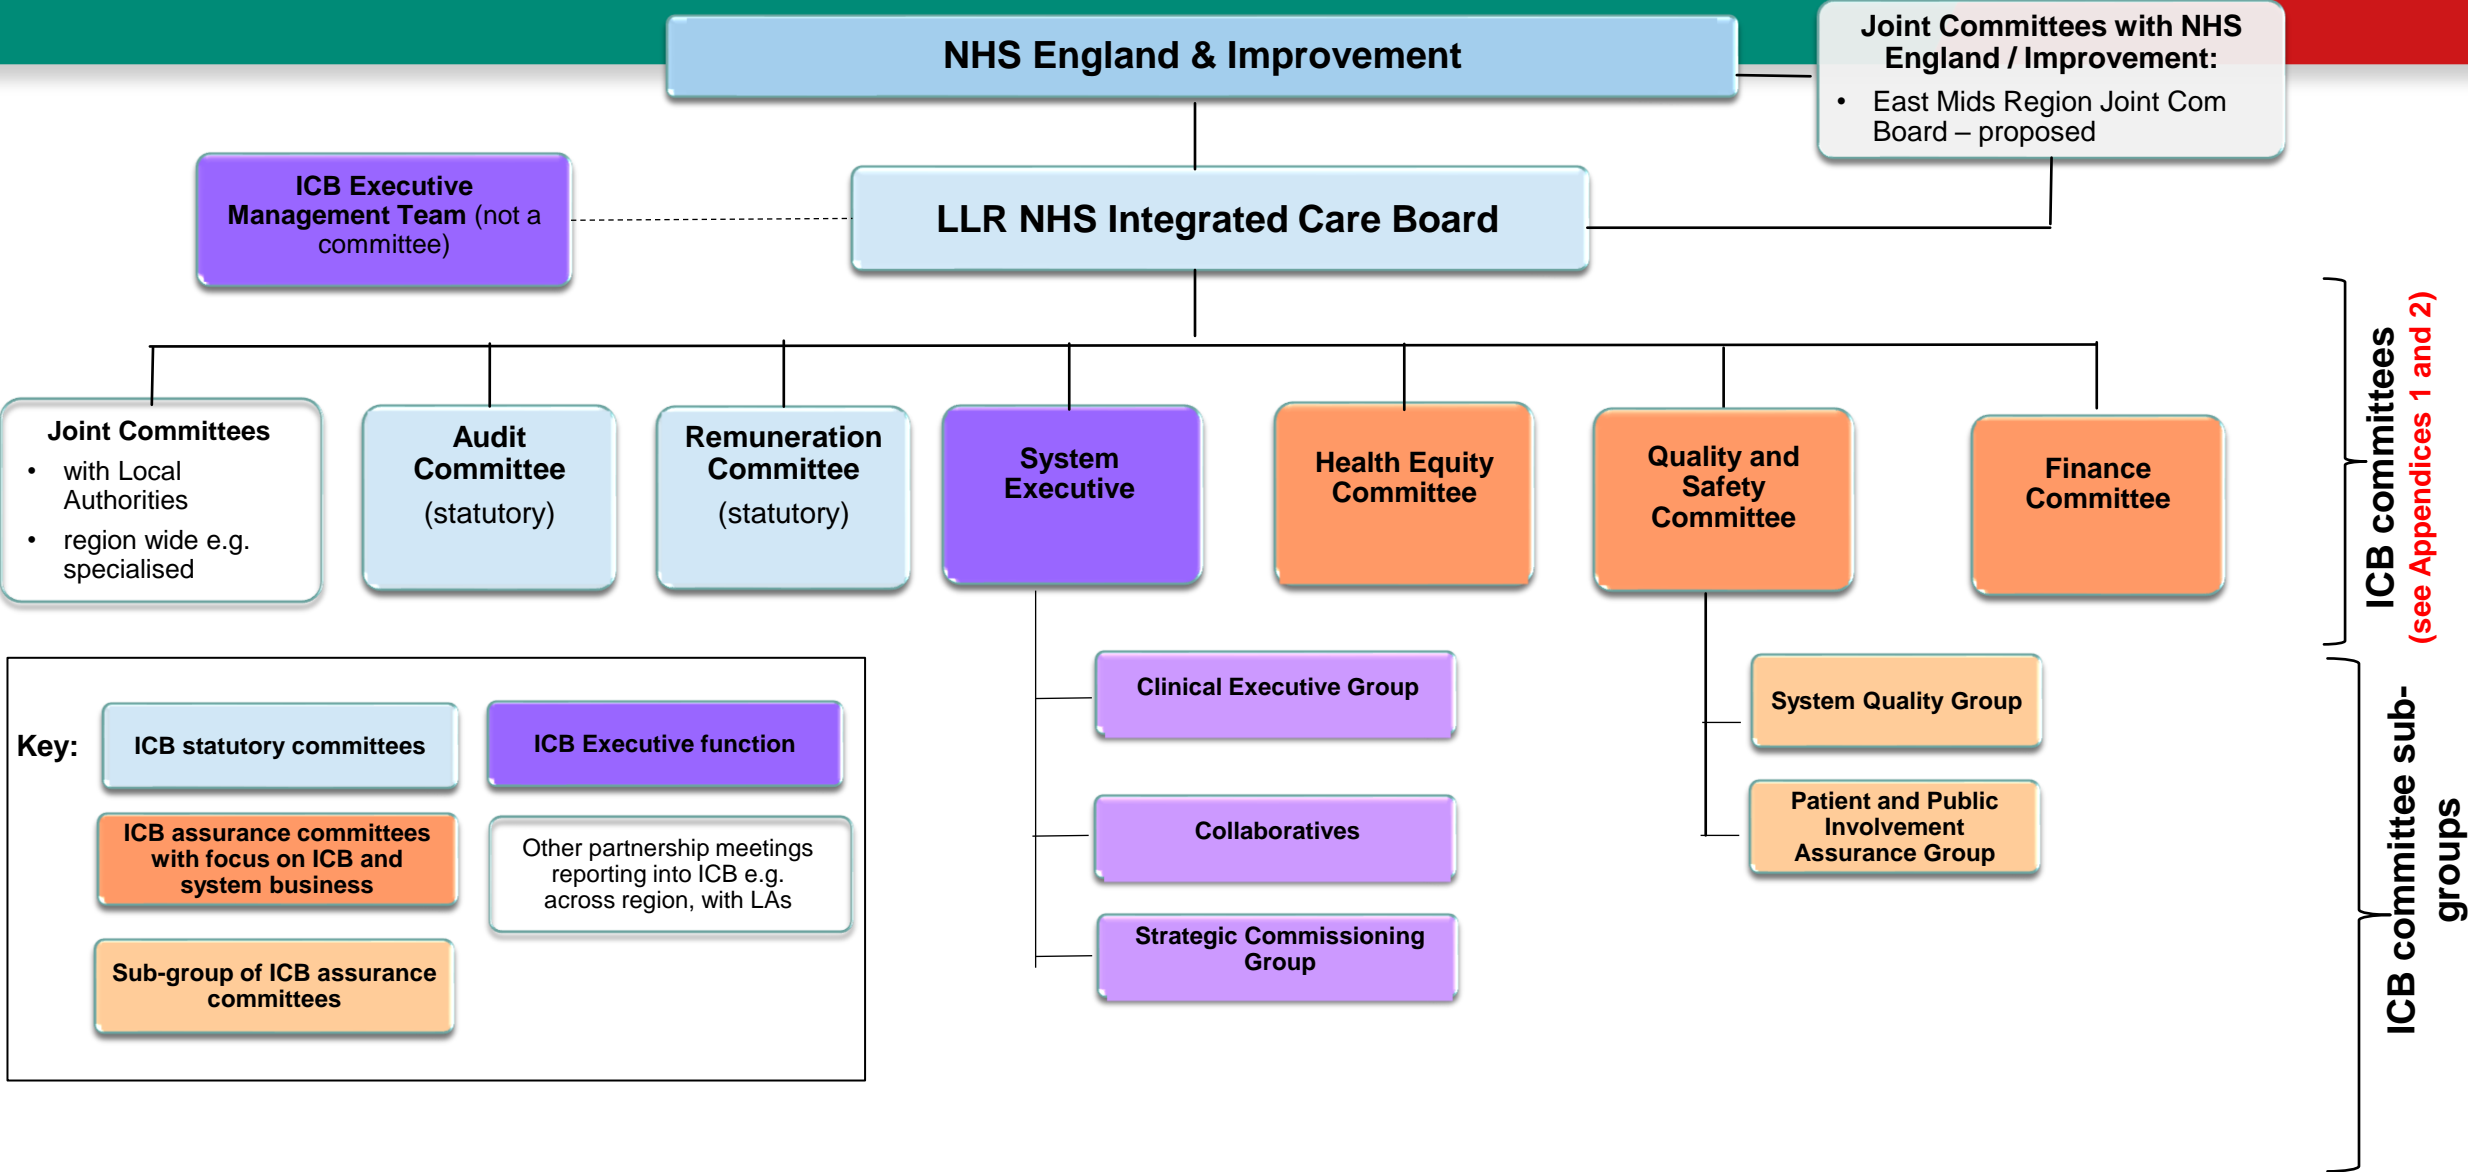 NHS England & Improvement
Joint Committees with NHS
England / Improvement:
• East Mids Region Joint Com
Board – proposed
ICB Executive
Management Team (not a
committee)
LLR NHS Integrated Care Board
Joint Committees
• with Local
Authorities
• region wide e.g.
specialised
Audit
Committee
(statutory)
Remuneration
Committee
(statutory)
System
Executive
Health Equity
Committee
Quality and
Safety
Committee
Finance
Committee
ICB committees
(see Appendices 1 and 2)
Clinical Executive Group
Collaboratives
Strategic Commissioning
Group
System Quality Group
Patient and Public
Involvement
Assurance Group
ICB committee sub-
groups
Key:
ICB statutory committees
ICB Executive function
ICB assurance committees
with focus on ICB and
system business
Other partnership meetings
reporting into ICB e.g.
across region, with LAs
Sub-group of ICB assurance
committees